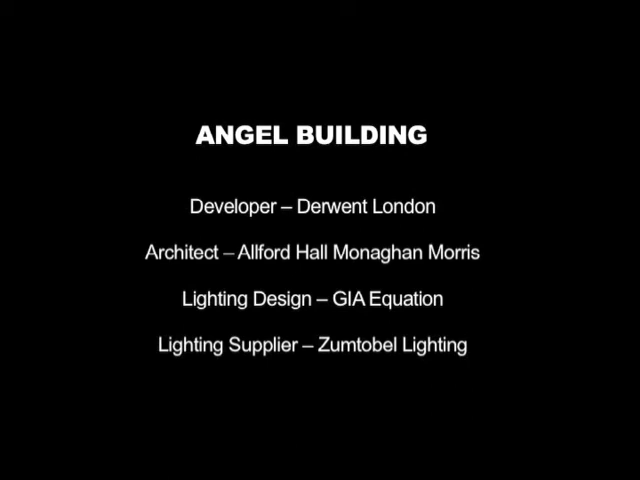 ANGEL BUILDING
Developer – Derwent London
Architect – Allford Hall Monaghan Morris
Lighting Design – GIA Equation
Lighting Supplier – Zumtobel Lighting